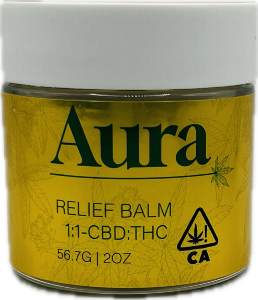 Aura
RELIEF BALM
1:1-CBD:THC
56.7G | 2OZ
!
CA